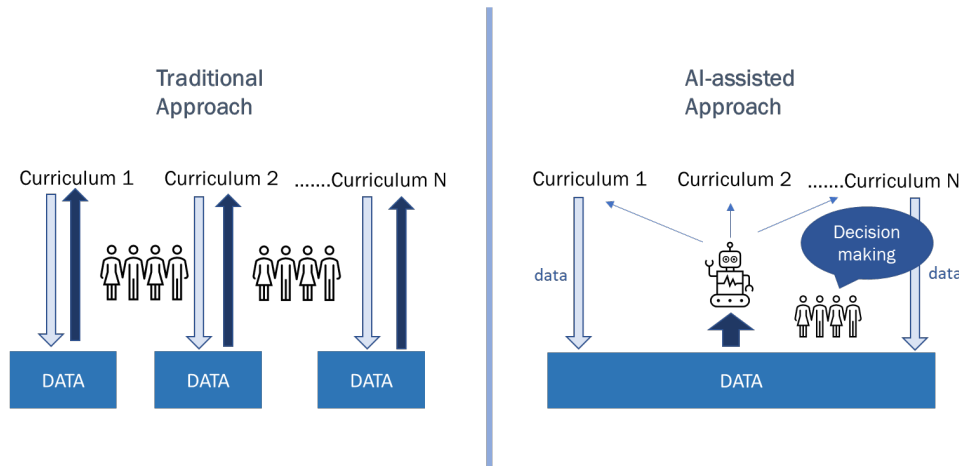 Traditional
Approach
Curriculum 1
Curriculum 2
.......Curriculum N
DATA
DATA
DATA
AI-assisted
Approach
Curriculum 1
Curriculum 2
.......Curriculum N
Decision
making
data
data
DATA